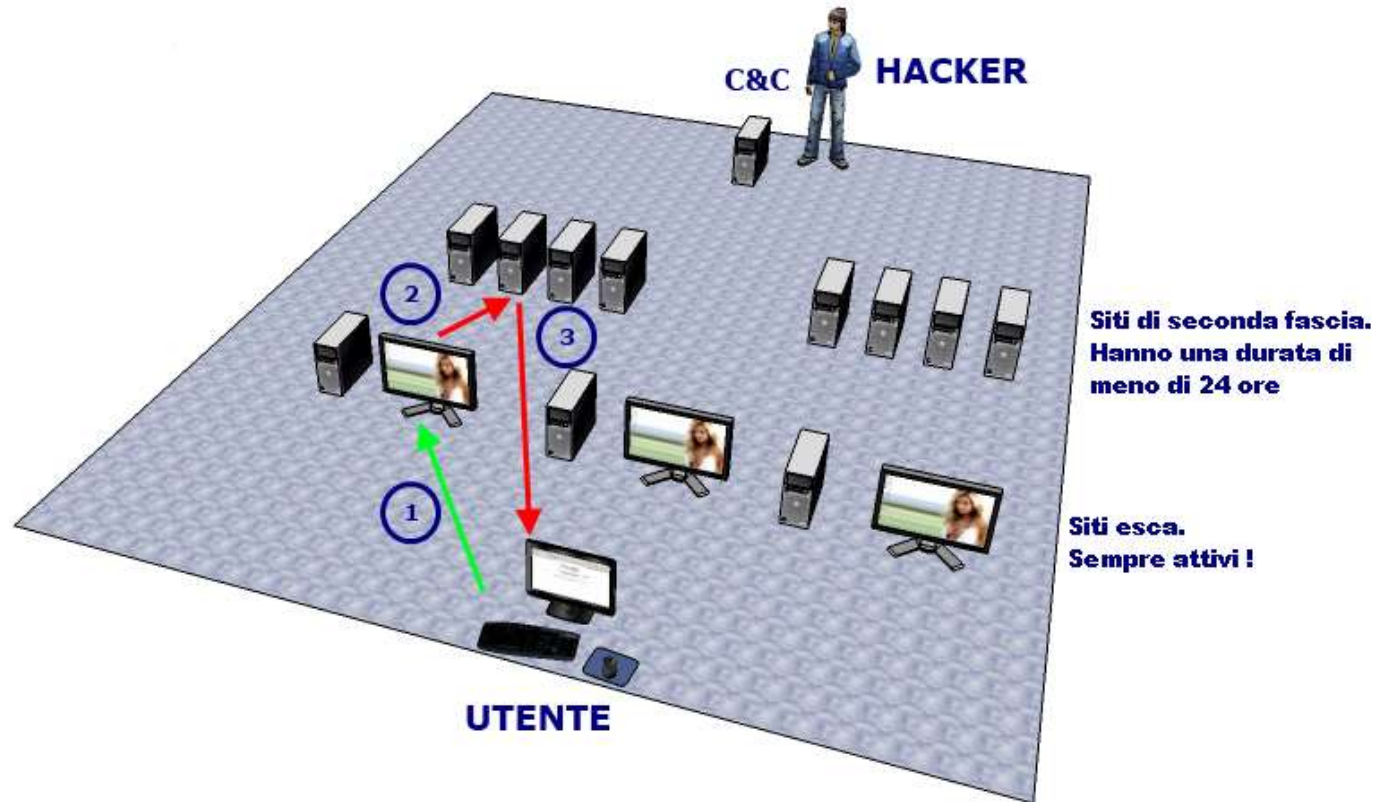 C&C
HACKER
2
3
Siti di seconda fascia.
Hanno una durata di
meno di 24 ore
1
Siti esca.
Sempre attivi !
UTENTE